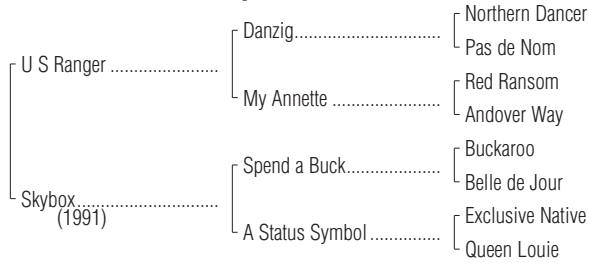 Northern Dancer
Danzig..............................
Pas de Nom
U S Ranger ......................
Red Ransom
My Annette ......................
Andover Way
Buckaroo
Spend a Buck...................
Belle de Jour
Skybox.............................
(1991)
Exclusive Native
A Status Symbol ..............
Queen Louie